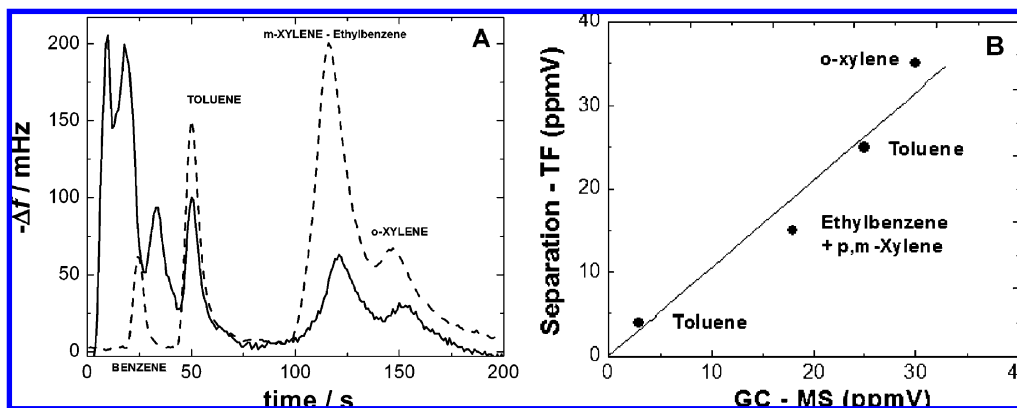 A
m-XYLENE - Ethylbenzene
TOLUENE
o-XYLENE
BENZENE
200
150
100
50
0
-Δf / mHz
0 50 100 150 200
time / s
B
40
30
20
10
0
Separation - TF (ppmV)
o-xylene
Toluene
Ethylbenzene
+ p,m -Xylene
Toluene
0 10 20 30 4
GC - MS (ppmV)